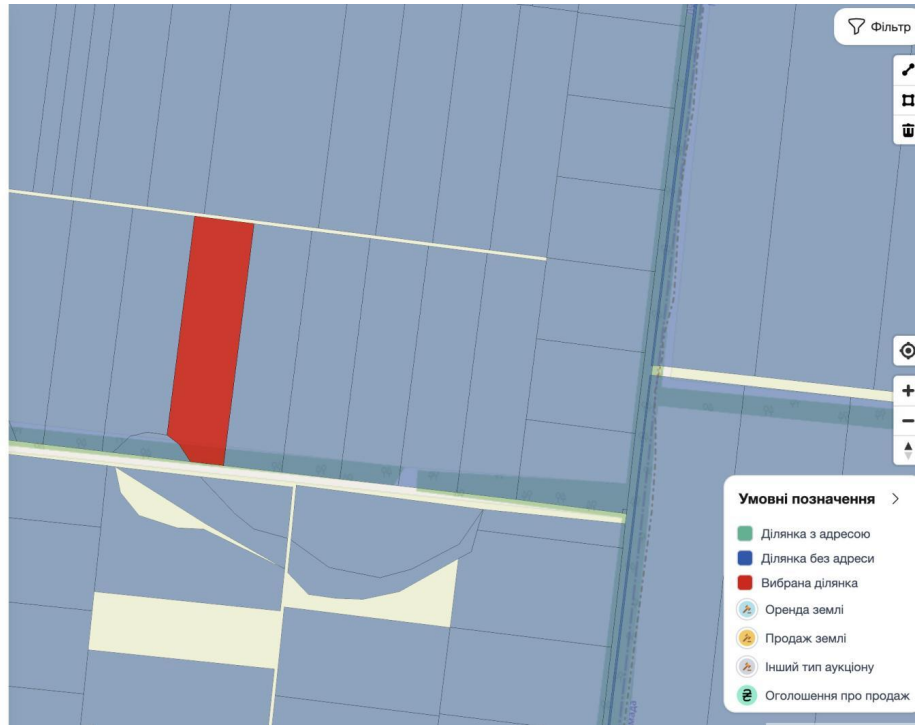 Фільтр
Умовні позначення
Ділянка з адресою
Ділянка без адреси
Вибрана ділянка
Оренда землі
Продаж землі
Інший тип аукціону
Оголошення про продаж